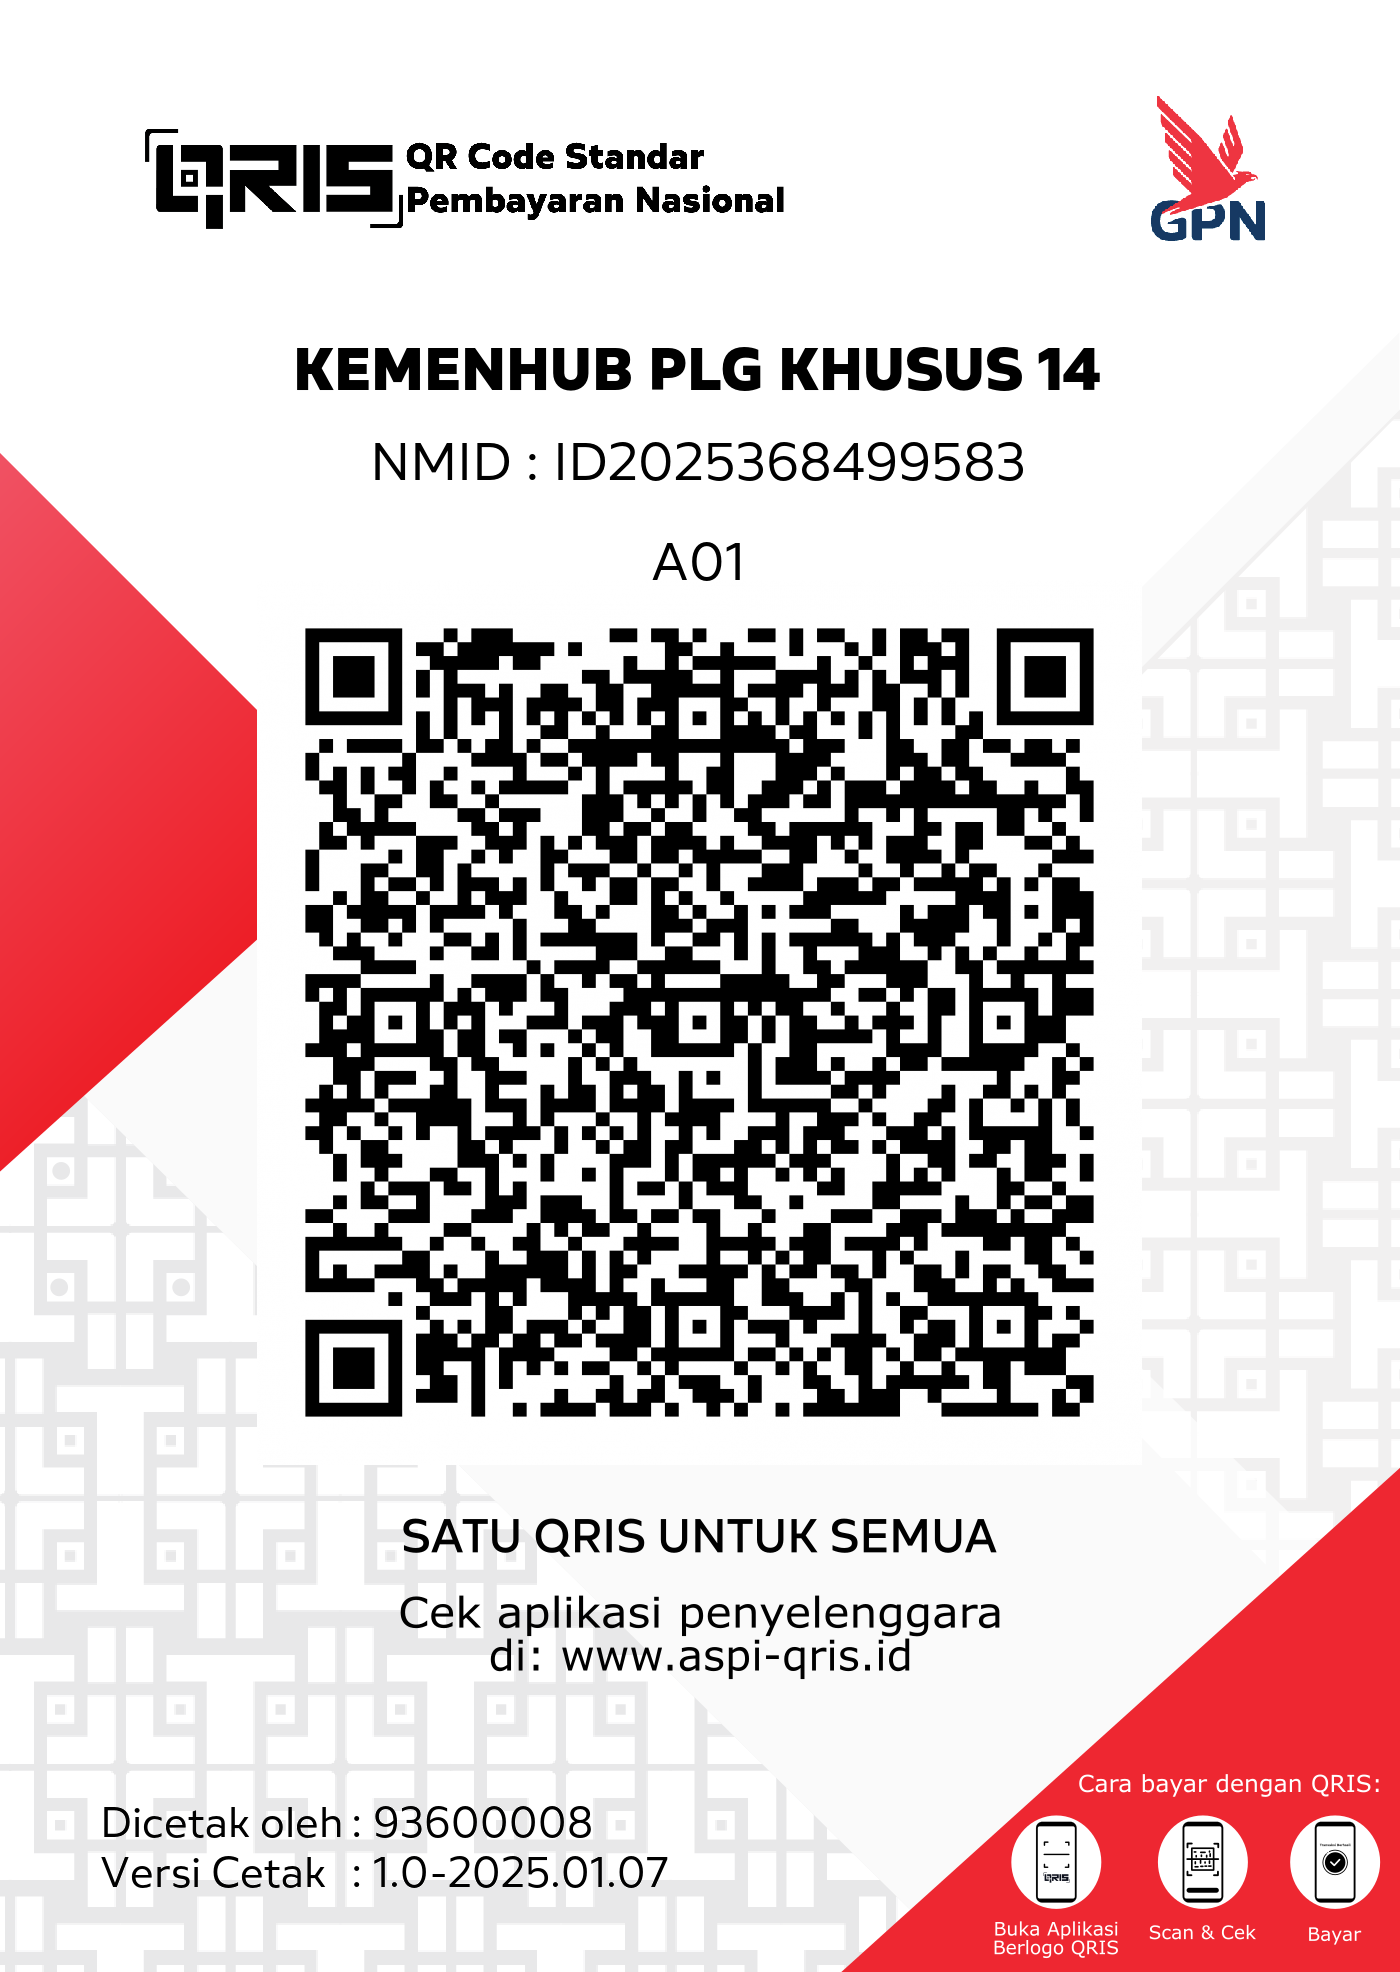 QRIS QR Code Standar
Pembayaran Nasional
GPN
KEMENHUB PLG KHUSUS 14
NMID : ID2025368499583
A01
SATU QRIS UNTUK SEMUA
Cek aplikasi penyelenggara
di: www.aspi-qris.id
Dicetak oleh : 93600008
Versi Cetak : 1.0-2025.01.07
Cara bayar dengan QRIS:
QRIS
Buka Aplikasi
Berlogo QRIS
Scan & Cek
Bayar